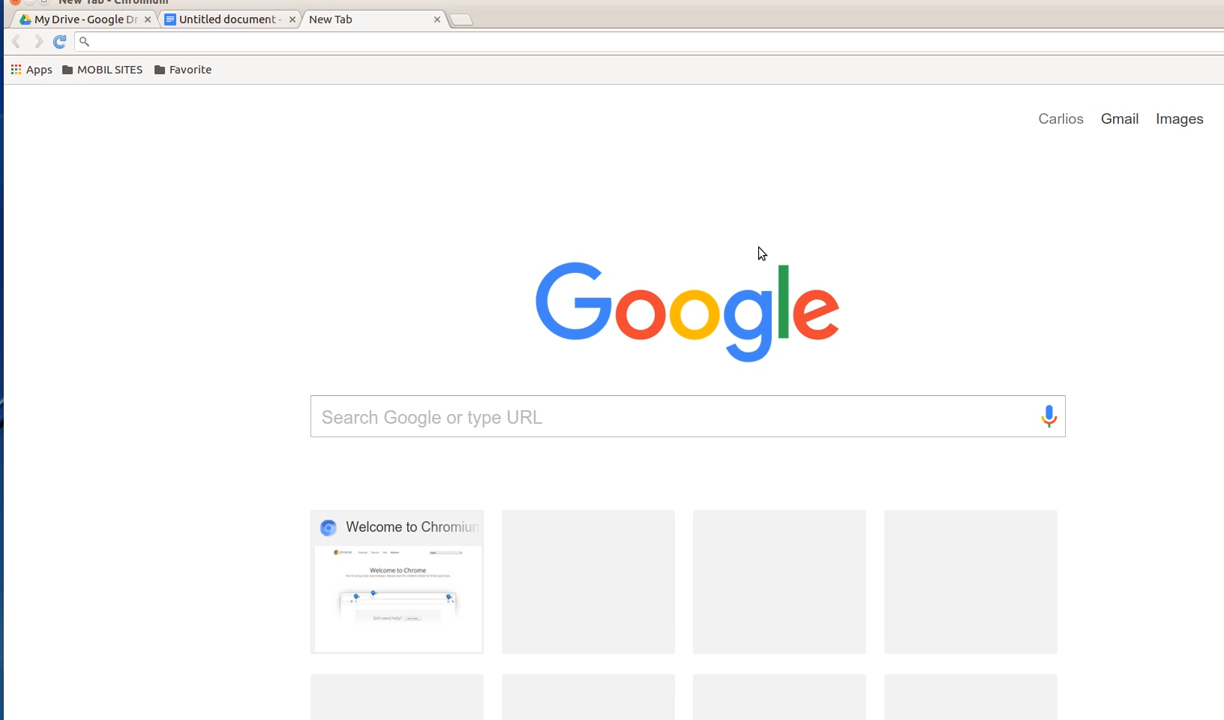 New Tab - Chromium
My Drive - Google Dr
Untitled document -
New Tab
Apps
MOBIL SITES
Favorite
Carlios
Gmail
Images
Google
Search Google or type URL
Welcome to Chromium
Welcome to Chrome